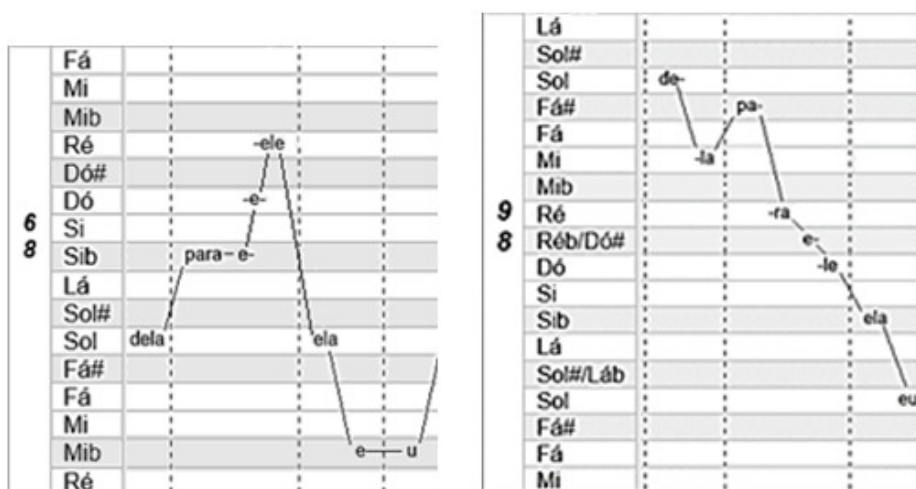 Fá
Mi
Mib
Ré -ele
Dó#
Dó -e-
Si
Sib para – e-
Lá
Sol#
Sol dela ela
Fá#
Fá
Mi
Mib e – u
Ré
6
8
Lá
Sol#
Sol de-
Fá# pa-
Fá
Mi -la
Mib
Ré -ra
Réb/Dó# e-
Dó -le
Si
Sib ela
Lá
Sol#/Láb
Sol eu
Fá#
Fá
Mi
9
8